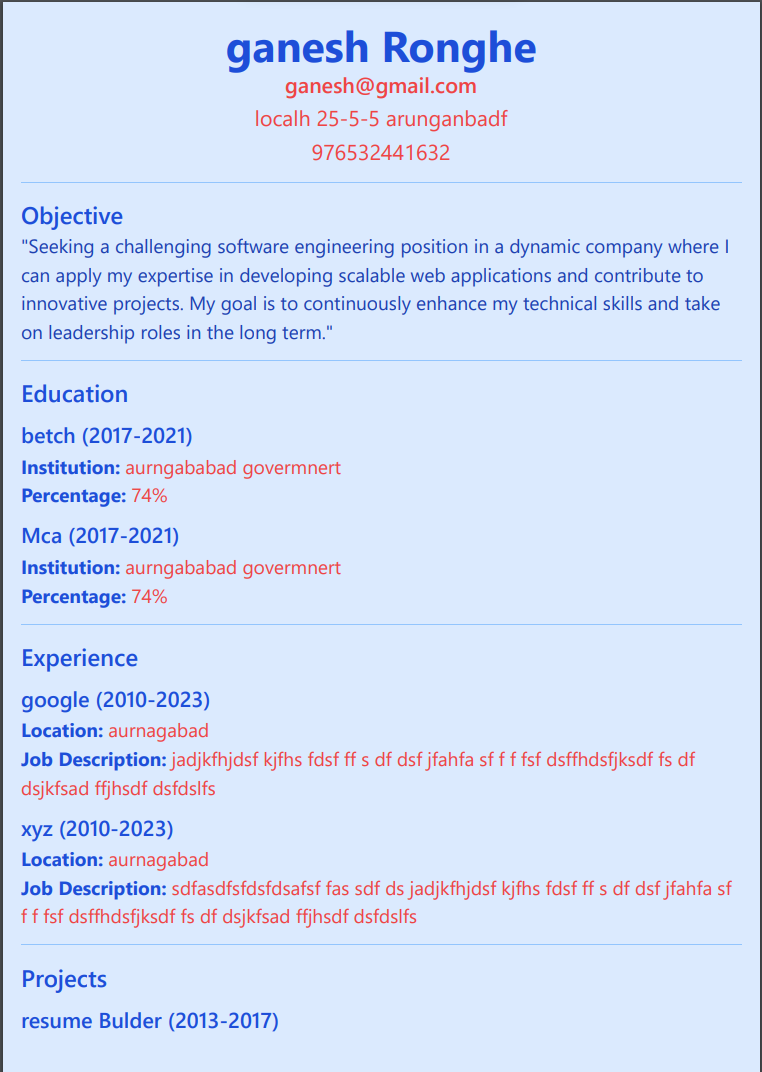 ganesh Ronghe
ganesh@gmail.com
localh 25-5-5 arunganbadf
976532441632
Objective
"Seeking a challenging software engineering position in a dynamic company where I
can apply my expertise in developing scalable web applications and contribute to
innovative projects. My goal is to continuously enhance my technical skills and take
on leadership roles in the long term."
Education
betch (2017-2021)
Institution: aurngababad govermnert
Percentage: 74%
Mca (2017-2021)
Institution: aurngababad govermnert
Percentage: 74%
Experience
google (2010-2023)
Location: aurnagabad
Job Description: jadjkfhjdsf kjfhs fdsf ff s df dsf jfahfa sf f f fsf dsffhdsfjksdf fs df
dsjkfsad ffjhsdf dsfdslfs
xyz (2010-2023)
Location: aurnagabad
Job Description: sdfasdfsfdsfdsafsf fas sdf ds jadjkfhjdsf kjfhs fdsf ff s df dsf jfahfa sf
f f fsf dsffhdsfjksdf fs df dsjkfsad ffjhsdf dsfdslfs
Projects
resume Bulder (2013-2017)